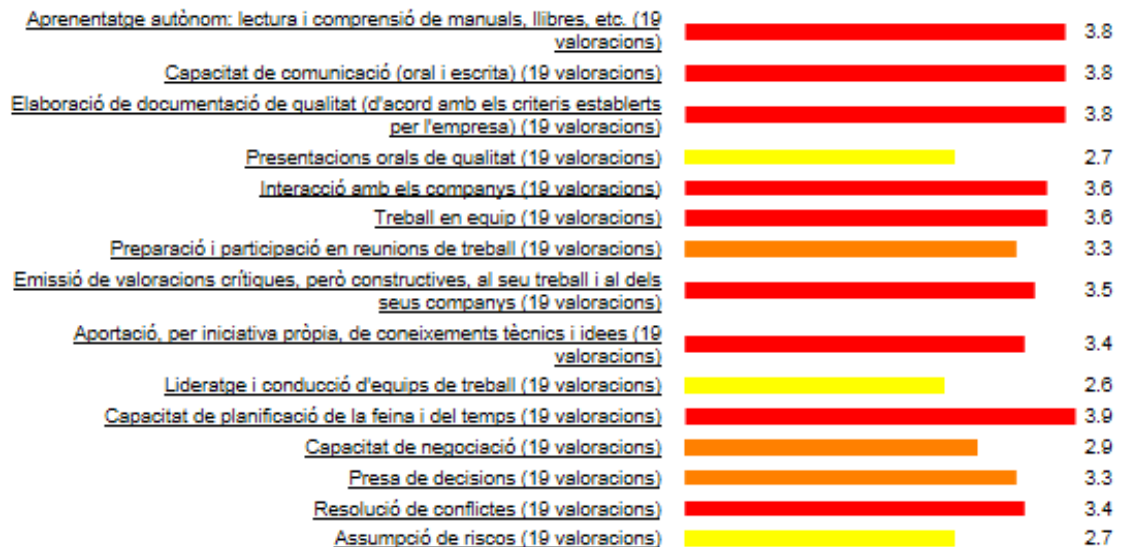 Aprenentatge autònom: lectura i comprensió de manuals, llibres, etc. (19
valoracions)
3.8
Capacitat de comunicació (oral i escrita) (19 valoracions)
3.8
Elaboració de documentació de qualitat (d'acord amb els criteris establerts
per l'empresa) (19 valoracions)
3.8
Presentacions orals de qualitat (19 valoracions)
2.7
Interacció amb els companys (19 valoracions)
3.6
Treball en equip (19 valoracions)
3.6
Preparació i participació en reunions de treball (19 valoracions)
3.3
Emissió de valoracions crítiques, però constructives, al seu treball i al dels
seus companys (19 valoracions)
3.5
Aportació, per iniciativa pròpia, de coneixements tècnics i idees (19
valoracions)
3.4
Lideratge i conducció d'equips de treball (19 valoracions)
2.6
Capacitat de planificació de la feina i del temps (19 valoracions)
3.9
Capacitat de negociació (19 valoracions)
2.9
Presa de decisions (19 valoracions)
3.3
Resolució de conflictes (19 valoracions)
3.4
Assumpció de riscos (19 valoracions)
2.7